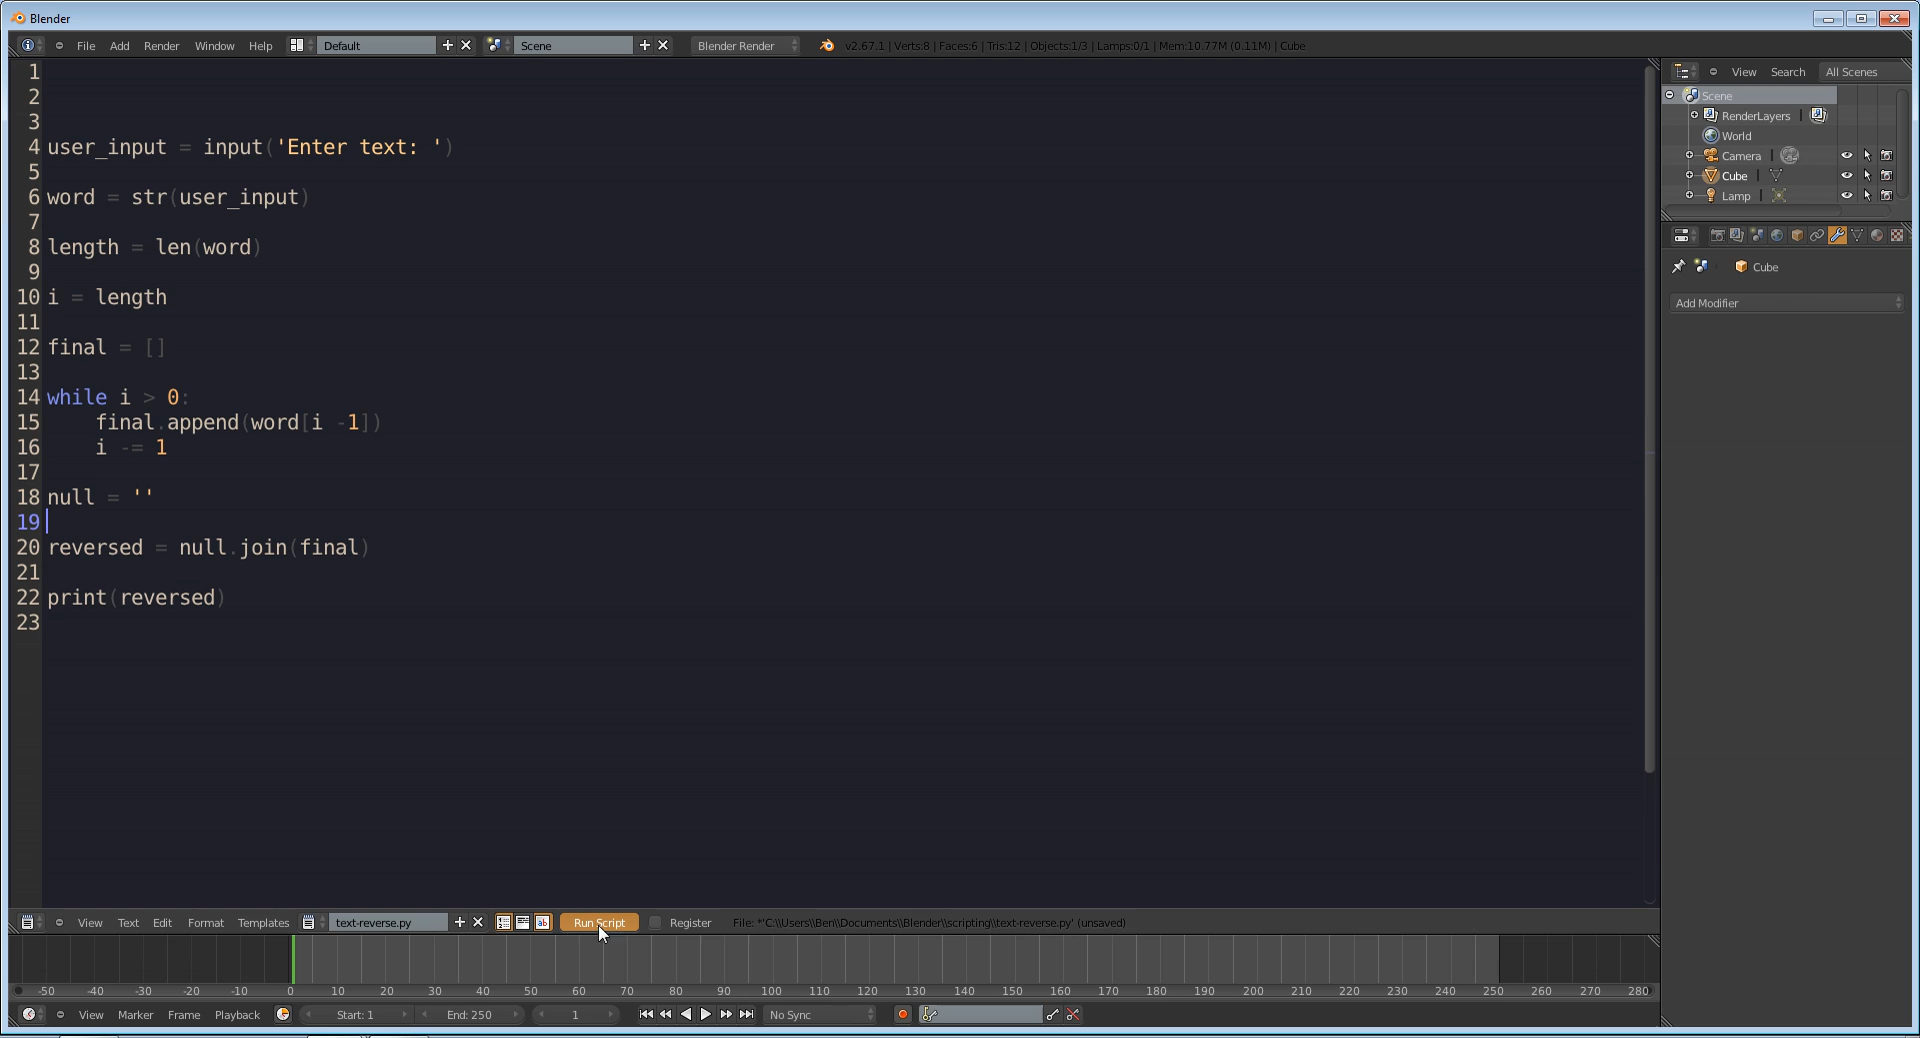 Blender
File Add Render Window Help Default Scene Blender Render v2.67.1 | Verts:8 | Faces:6 | Tris:12 | Objects:1/3 | Lamps:0/1 | Mem:10.77M (0.11M) | Cube
View Search All Scenes
Scene
RenderLayers
World
Camera
Cube
Lamp
Cube
Add Modifier
1
2
3
4 user_input = input('Enter text: ')
5
6 word = str(user_input)
7
8 length = len(word)
9
10 i = length
11
12 final = []
13
14 while i > 0:
15     final.append(word[i -1])
16     i -= 1
17
18 null = ''
19
20 reversed = null.join(final)
21
22 print(reversed)
23
View Text Edit Format Templates text-reverse.py Run Script Register File: *'C:\\Users\\Ben\\Documents\\Blender\\scripting\\text-reverse.py' (unsaved)
-50 -40 -30 -20 -10 0 10 20 30 40 50 60 70 80 90 100 110 120 130 140 150 160 170 180 190 200 210 220 230 240 250 260 270 280
View Marker Frame Playback Start: 1 End: 250 1 No Sync